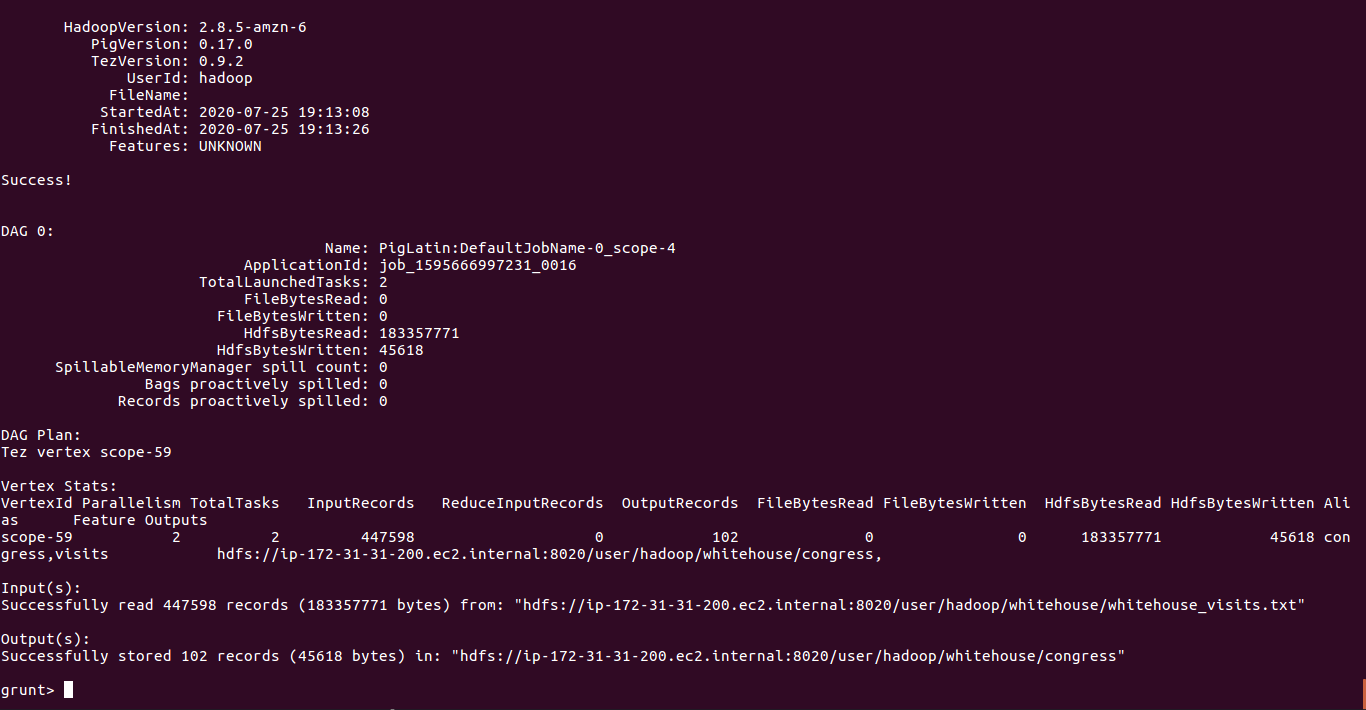 HadoopVersion: 2.8.5-amzn-6
PigVersion: 0.17.0
TezVersion: 0.9.2
UserId: hadoop
FileName:
StartedAt: 2020-07-25 19:13:08
FinishedAt: 2020-07-25 19:13:26
Features: UNKNOWN
Success!
DAG 0:
Name: PigLatin:DefaultJobName-0_scope-4
ApplicationId: job_1595666997231_0016
TotalLaunchedTasks: 2
FileBytesRead: 0
FileBytesWritten: 0
HdfsBytesRead: 183357771
HdfsBytesWritten: 45618
SpillableMemoryManager spill count: 0
Bags proactively spilled: 0
Records proactively spilled: 0
DAG Plan:
Tez vertex scope-59
Vertex Stats:
VertexId Parallelism TotalTasks   InputRecords   ReduceInputRecords  OutputRecords  FileBytesRead FileBytesWritten  HdfsBytesRead HdfsBytesWritten Ali
as      Feature Outputs
scope-59           2          2         447598                    0            102              0                0      183357771            45618 con
gress,visits            hdfs://ip-172-31-31-200.ec2.internal:8020/user/hadoop/whitehouse/congress,
Input(s):
Successfully read 447598 records (183357771 bytes) from: "hdfs://ip-172-31-31-200.ec2.internal:8020/user/hadoop/whitehouse/whitehouse_visits.txt"
Output(s):
Successfully stored 102 records (45618 bytes) in: "hdfs://ip-172-31-31-200.ec2.internal:8020/user/hadoop/whitehouse/congress"
grunt>